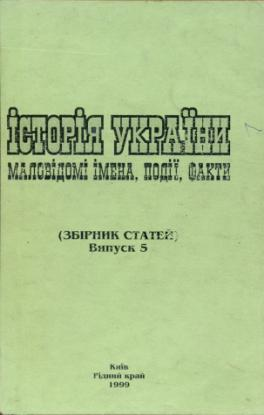 ІСТОРІЯ УКРАЇНИ
МАЛОВІДОМІ ІМЕНА, ПОДІЇ, ФАКТИ
(ЗБІРНИК СТАТЕЙ)
Випуск 5
Київ
Рідний край
1999